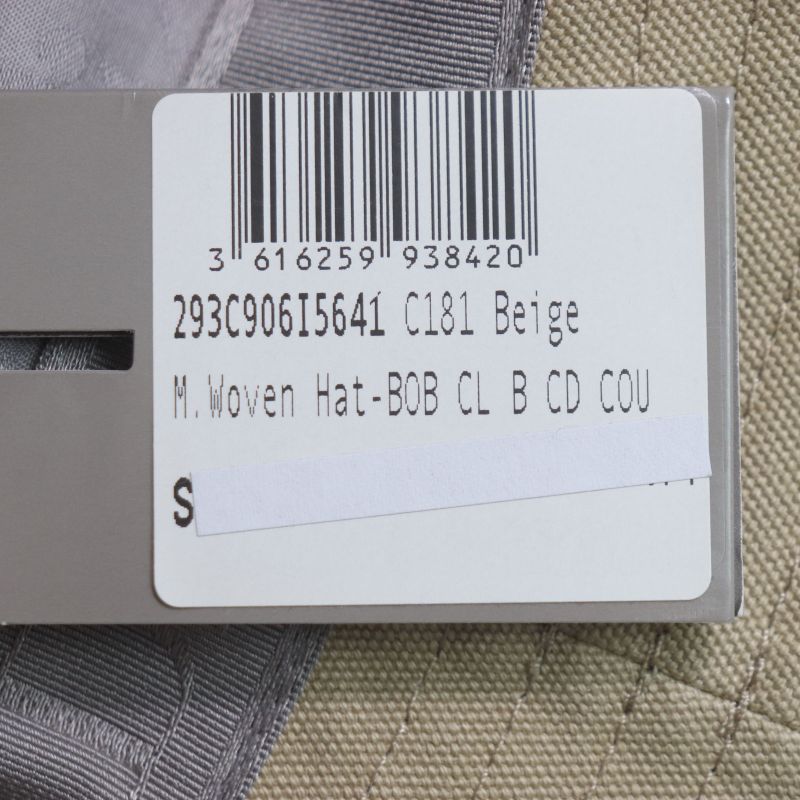 3 616259 938420
293C906I5641 C181 Beige
M.Woven Hat-BOB CL B CD COU
S